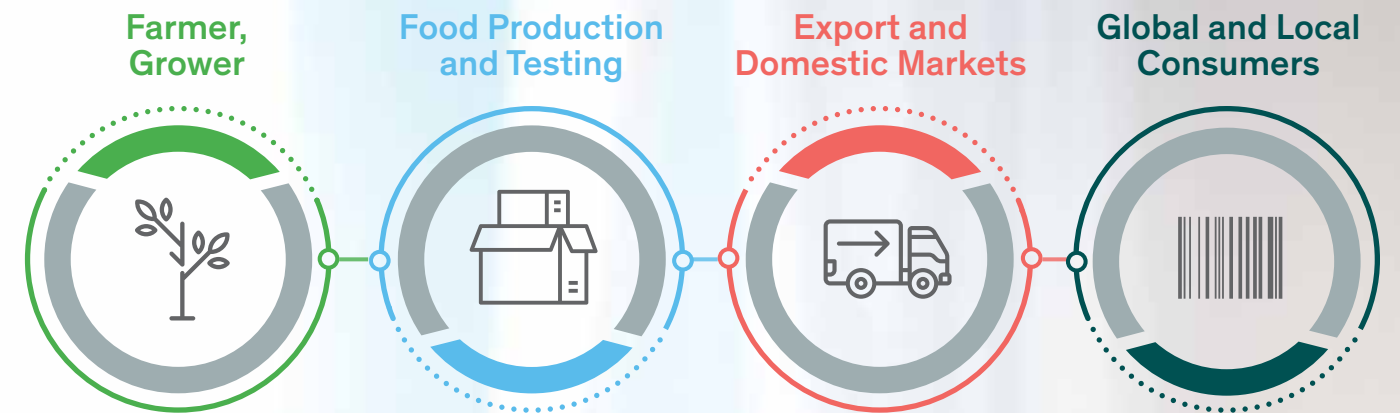 Farmer,
Grower
Food Production
and Testing
Export and
Domestic Markets
Global and Local
Consumers